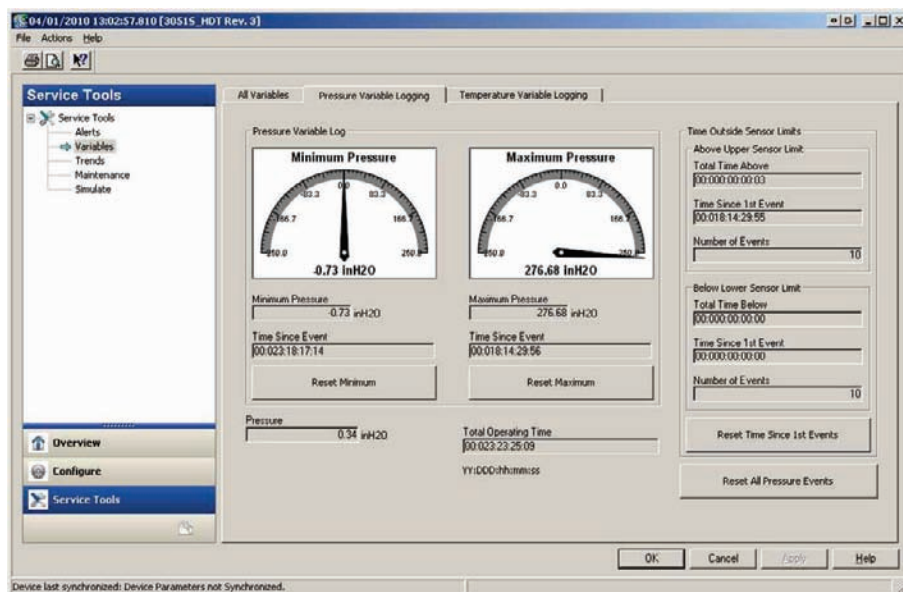 04/01/2010 13:02:57.810 [3051S_HDT Rev. 3]
File Actions Help
Service Tools
Service Tools
Alerts
Variables
Trends
Maintenance
Simulate
Overview
Configure
Service Tools
All Variables Pressure Variable Logging Temperature Variable Logging
Pressure Variable Log
Minimum Pressure
0.0
-83.3 83.3
166.7 166.7
250.0 250.0
-0.73 inH2O
Minimum Pressure
-0.73 inH2O
Time Since Event
00:023:18:17:14
Reset Minimum
Maximum Pressure
0.0
-83.3 83.3
166.7 166.
250.0 250.0
276.68 inH2O
Maximum Pressure
276.68 inH2O
Time Since Event
00:018:14:29:56
Reset Maximum
Pressure
0.34 inH2O
Total Operating Time
00:023:23:25:09
YY:DDD:hh:mm:ss
Time Outside Sensor Limits
Above Upper Sensor Limit
Total Time Above
00:000:00:00:03
Time Since 1st Event
00:018:14:29:55
Number of Events
10
Below Lower Sensor Limit
Total Time Below
00:000:00:00:00
Time Since 1st Event
00:000:00:00:00
Number of Events
10
Reset Time Since 1st Events
Reset All Pressure Events
OK Cancel Apply Help
Device last synchronized: Device Parameters not Synchronized.